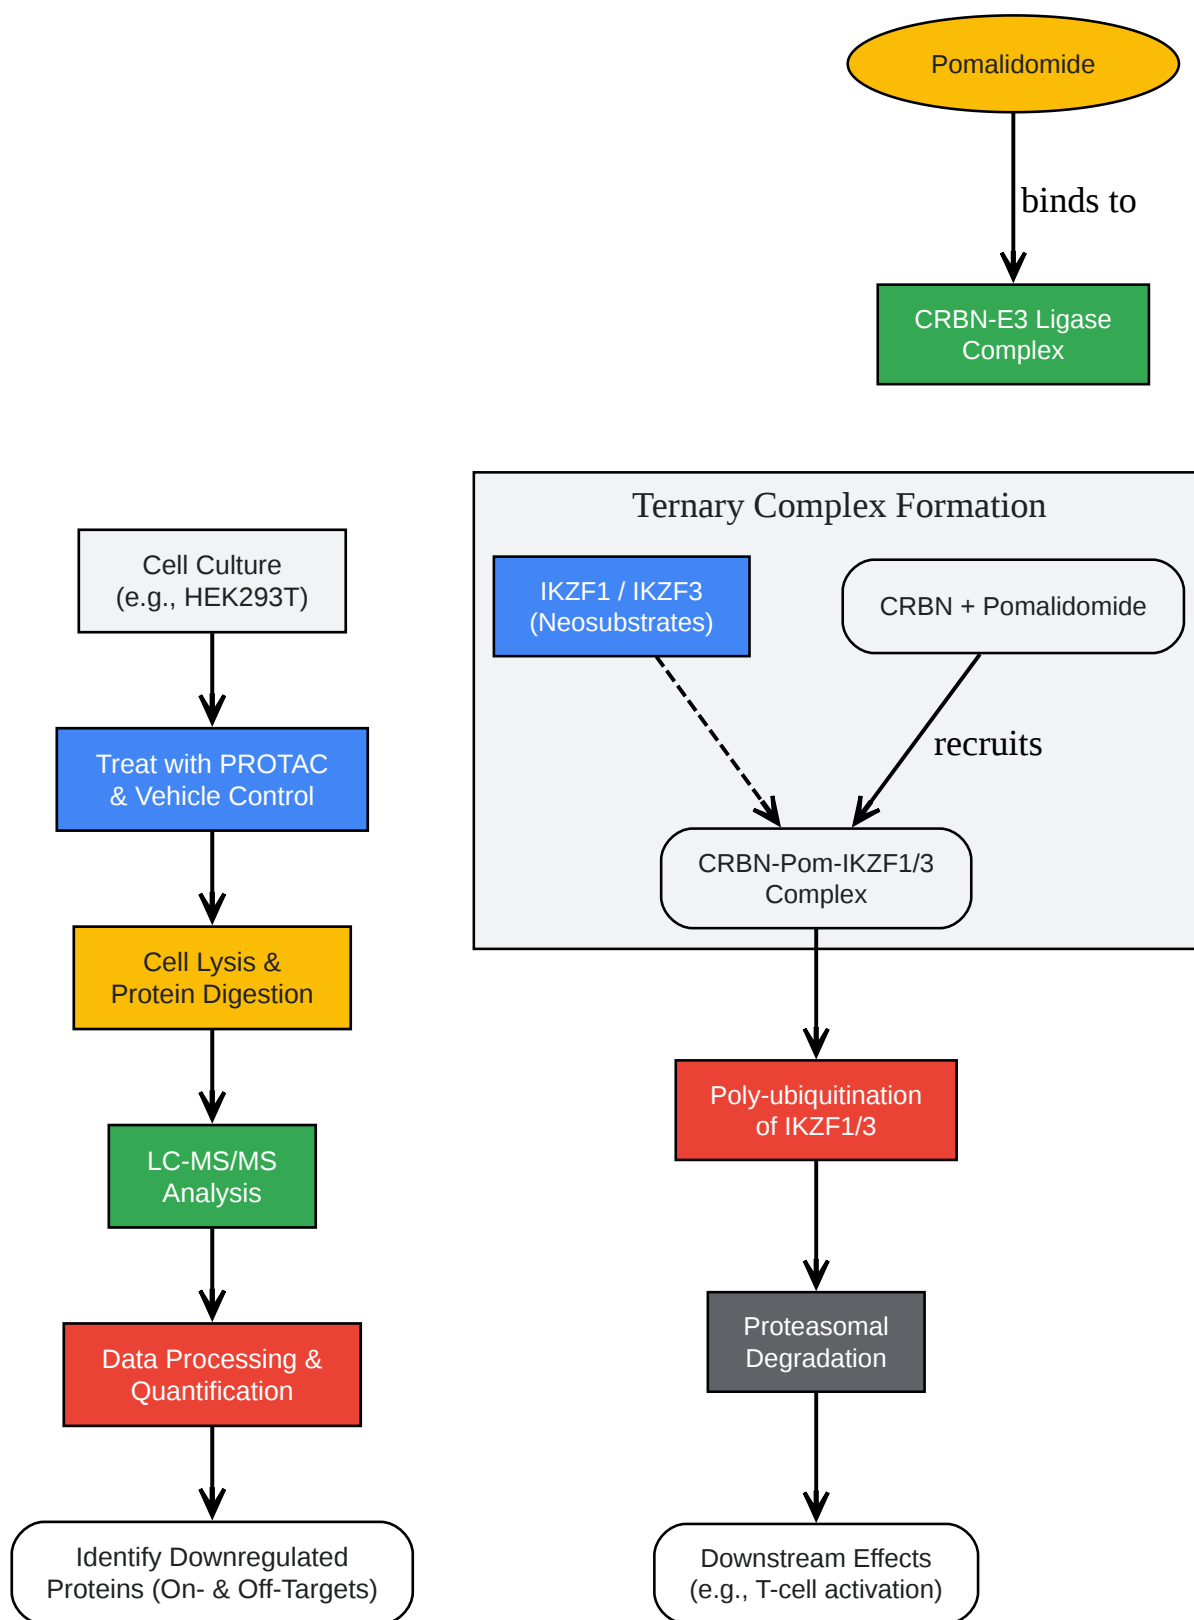 Pomalidomide
binds to
CRBN-E3 Ligase
Complex
Cell Culture
(e.g., HEK293T)
Treat with PROTAC
& Vehicle Control
Cell Lysis &
Protein Digestion
LC-MS/MS
Analysis
Data Processing &
Quantification
Identify Downregulated
Proteins (On- & Off-Targets)
Ternary Complex Formation
IKZF1 / IKZF3
(Neosubstrates)
CRBN + Pomalidomide
recruits
CRBN-Pom-IKZF1/3
Complex
Poly-ubiquitination
of IKZF1/3
Proteasomal
Degradation
Downstream Effects
(e.g., T-cell activation)